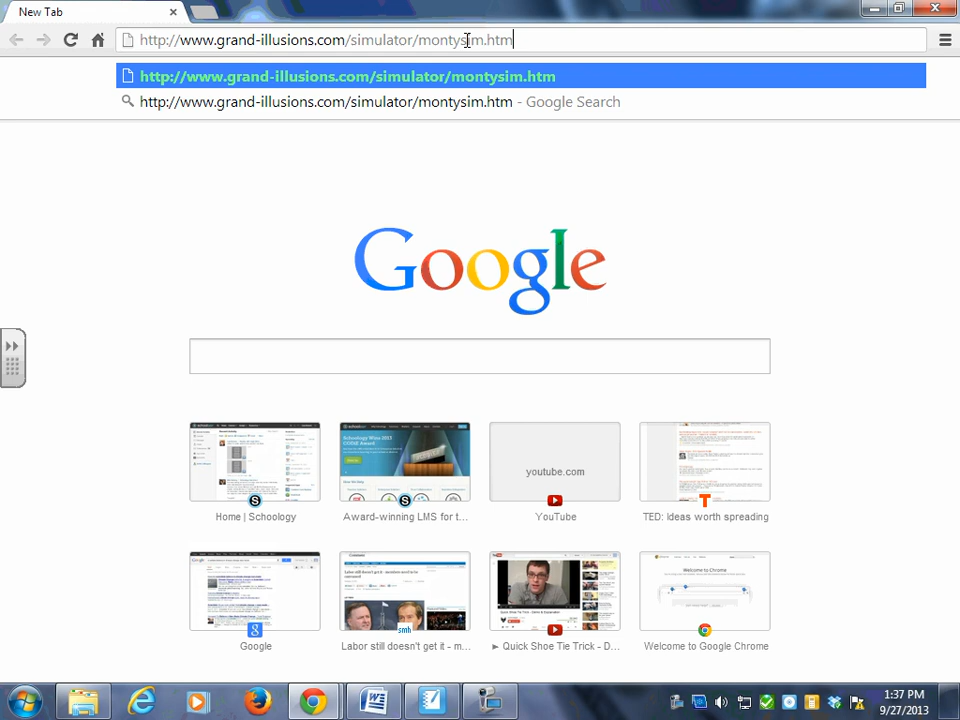 New Tab
http://www.grand-illusions.com/simulator/montysim.htm
http://www.grand-illusions.com/simulator/montysim.htm
http://www.grand-illusions.com/simulator/montysim.htm - Google Search
Google
youtube.com
Home | Schoology
Award-winning LMS for t...
YouTube
TED: Ideas worth spreading
Welcome to Chrome
Google
Labor still doesn't get it - m...
► Quick Shoe Tie Trick - D...
Welcome to Google Chrome
1:37 PM
9/27/2013